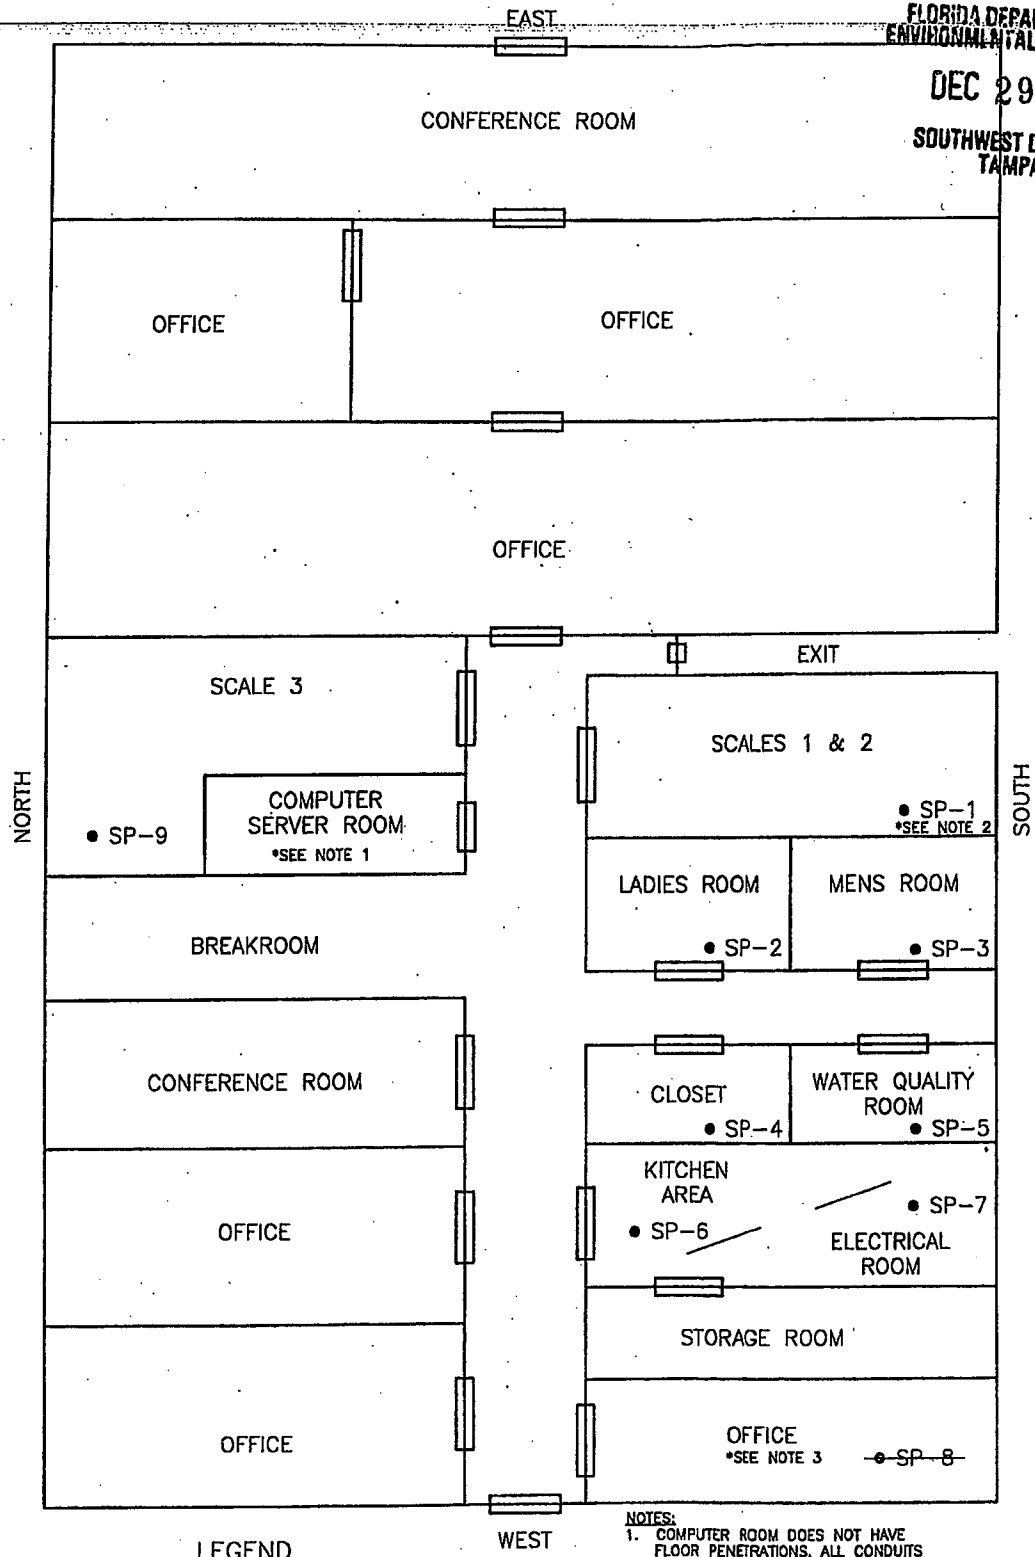 EAST
FLORIDA DEPA
ENVIRONMENTAL
DEC 29
SOUTHWEST D
TAMPA
CONFERENCE ROOM
OFFICE
OFFICE
OFFICE
EXIT
SCALE 3
SCALES 1 & 2
NORTH
SOUTH
COMPUTER
SERVER ROOM
*SEE NOTE 1
SP-9
SP-1
*SEE NOTE 2
LADIES ROOM
MENS ROOM
BREAKROOM
SP-2
SP-3
CONFERENCE ROOM
CLOSET
WATER QUALITY
ROOM
SP-4
SP-5
KITCHEN
AREA
SP-6
SP-7
OFFICE
ELECTRICAL
ROOM
STORAGE ROOM
OFFICE
OFFICE
*SEE NOTE 3
SP-8
LEGEND
WEST
NOTES:
1. COMPUTER ROOM DOES NOT HAVE
FLOOR PENETRATIONS. ALL CONDUITS